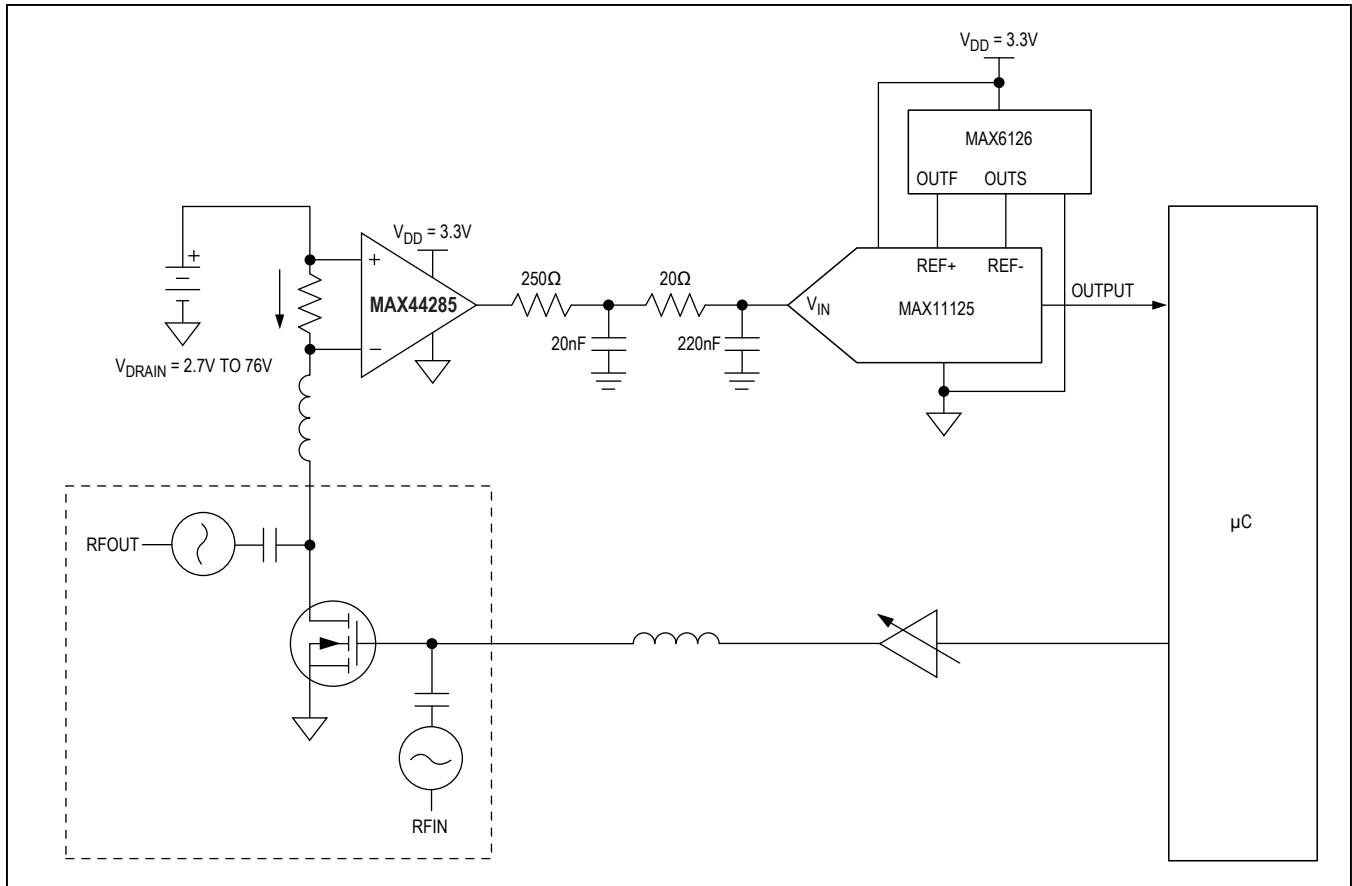 V_DD = 3.3V
MAX6126
OUTF OUTS
V_DD = 3.3V
+
+
REF+ REF-
250Ω
20Ω
MAX44285
V_IN
MAX11125
OUTPUT
20nF
220nF
−
V_DRAIN = 2.7V TO 76V
µC
RFOUT
RFIN